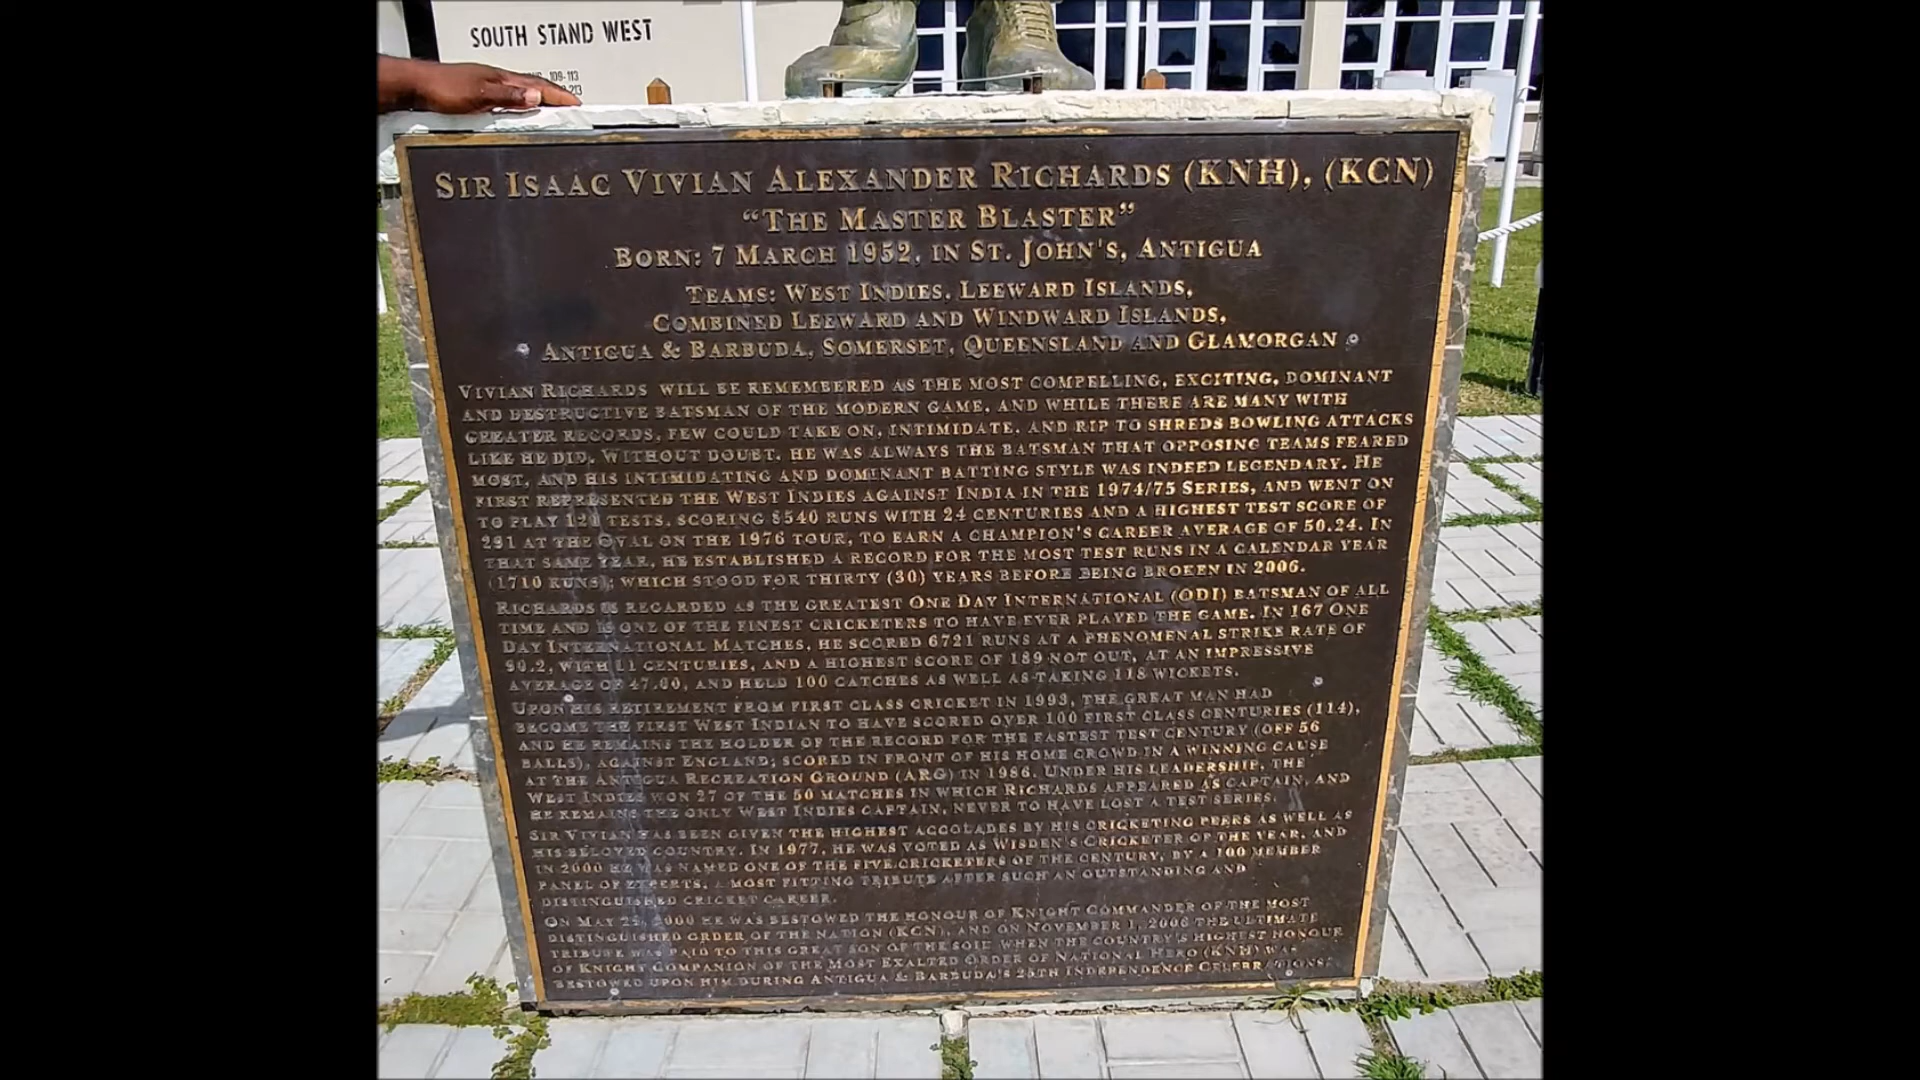 SOUTH STAND WEST
109-113
213
SIR ISAAC VIVIAN ALEXANDER RICHARDS (KNH), (KCN)
“THE MASTER BLASTER”
BORN: 7 MARCH 1952, IN ST. JOHN'S, ANTIGUA
TEAMS: WEST INDIES, LEEWARD ISLANDS,
COMBINED LEEWARD AND WINDWARD ISLANDS,
ANTIGUA & BARBUDA, SOMERSET, QUEENSLAND AND GLAMORGAN
VIVIAN RICHARDS WILL BE REMEMBERED AS THE MOST COMPELLING, EXCITING, DOMINANT
AND DESTRUCTIVE BATSMAN OF THE MODERN GAME, AND WHILE THERE ARE MANY WITH
GREATER RECORDS, FEW COULD TAKE ON, INTIMIDATE, AND RIP TO SHREDS BOWLING ATTACKS
LIKE HE DID. WITHOUT DOUBT, HE WAS ALWAYS THE BATSMAN THAT OPPOSING TEAMS FEARED
MOST, AND HIS INTIMIDATING AND DOMINANT BATTING STYLE WAS INDEED LEGENDARY. HE
FIRST REPRESENTED THE WEST INDIES AGAINST INDIA IN THE 1974/75 SERIES, AND WENT ON
TO PLAY 121 TESTS, SCORING 8540 RUNS WITH 24 CENTURIES AND A HIGHEST TEST SCORE OF
291 AT THE OVAL ON THE 1976 TOUR, TO EARN A CHAMPION'S CAREER AVERAGE OF 50.24. IN
THAT SAME YEAR, HE ESTABLISHED A RECORD FOR THE MOST TEST RUNS IN A CALENDAR YEAR
(1710 RUNS); WHICH STOOD FOR THIRTY (30) YEARS BEFORE BEING BROKEN IN 2006.
RICHARDS IS REGARDED AS THE GREATEST ONE DAY INTERNATIONAL (ODI) BATSMAN OF ALL
TIME AND IS ONE OF THE FINEST CRICKETERS TO HAVE EVER PLAYED THE GAME. IN 167 ONE
DAY INTERNATIONAL MATCHES, HE SCORED 6721 RUNS AT A PHENOMENAL STRIKE RATE OF
90.2, WITH 11 CENTURIES, AND A HIGHEST SCORE OF 189 NOT OUT, AT AN IMPRESSIVE
AVERAGE OF 47.00, AND HELD 100 CATCHES AS WELL AS TAKING 118 WICKETS.
UPON HIS RETIREMENT FROM FIRST CLASS CRICKET IN 1993, THE GREAT MAN HAD
BECOME THE FIRST WEST INDIAN TO HAVE SCORED OVER 100 FIRST CLASS CENTURIES (114),
AND HE REMAINS THE HOLDER OF THE RECORD FOR THE FASTEST TEST CENTURY (OFF 56
BALLS), AGAINST ENGLAND; SCORED IN FRONT OF HIS HOME CROWD IN A WINNING CAUSE
AT THE ANTIGUA RECREATION GROUND (ARG) IN 1986. UNDER HIS LEADERSHIP, THE
WEST INDIES WON 27 OF THE 50 MATCHES IN WHICH RICHARDS APPEARED AS CAPTAIN, AND
HE REMAINS THE ONLY WEST INDIES CAPTAIN, NEVER TO HAVE LOST A TEST SERIES.
SIR VIVIAN HAS BEEN GIVEN THE HIGHEST ACCOLADES BY HIS CRICKETING PEERS AS WELL AS
HIS BELOVED COUNTRY. IN 1977, HE WAS VOTED AS WISDEN'S CRICKETER OF THE YEAR, AND
IN 2000 HE WAS NAMED ONE OF THE FIVE CRICKETERS OF THE CENTURY, BY A 100 MEMBER
PANEL OF EXPERTS, A MOST FITTING TRIBUTE AFTER SUCH AN OUTSTANDING AND
DISTINGUISHED CRICKET CAREER.
ON MAY 2000 HE WAS BESTOWED THE HONOUR OF KNIGHT COMMANDER OF THE MOST
DISTINGUISHED ORDER OF THE NATION (KCN), AND ON NOVEMBER 1, 2006 THE ULTIMATE
TRIBUTE WAS PAID TO THIS GREAT SON OF THE SOIL WHEN THE COUNTRY'S HIGHEST HONOUR
OF KNIGHT COMPANION OF THE MOST EXALTED ORDER OF NATIONAL HERO (KNH) WAS
BESTOWED UPON HIM DURING ANTIGUA & BARBUDA'S 25TH INDEPENDENCE CELEBRATIONS.